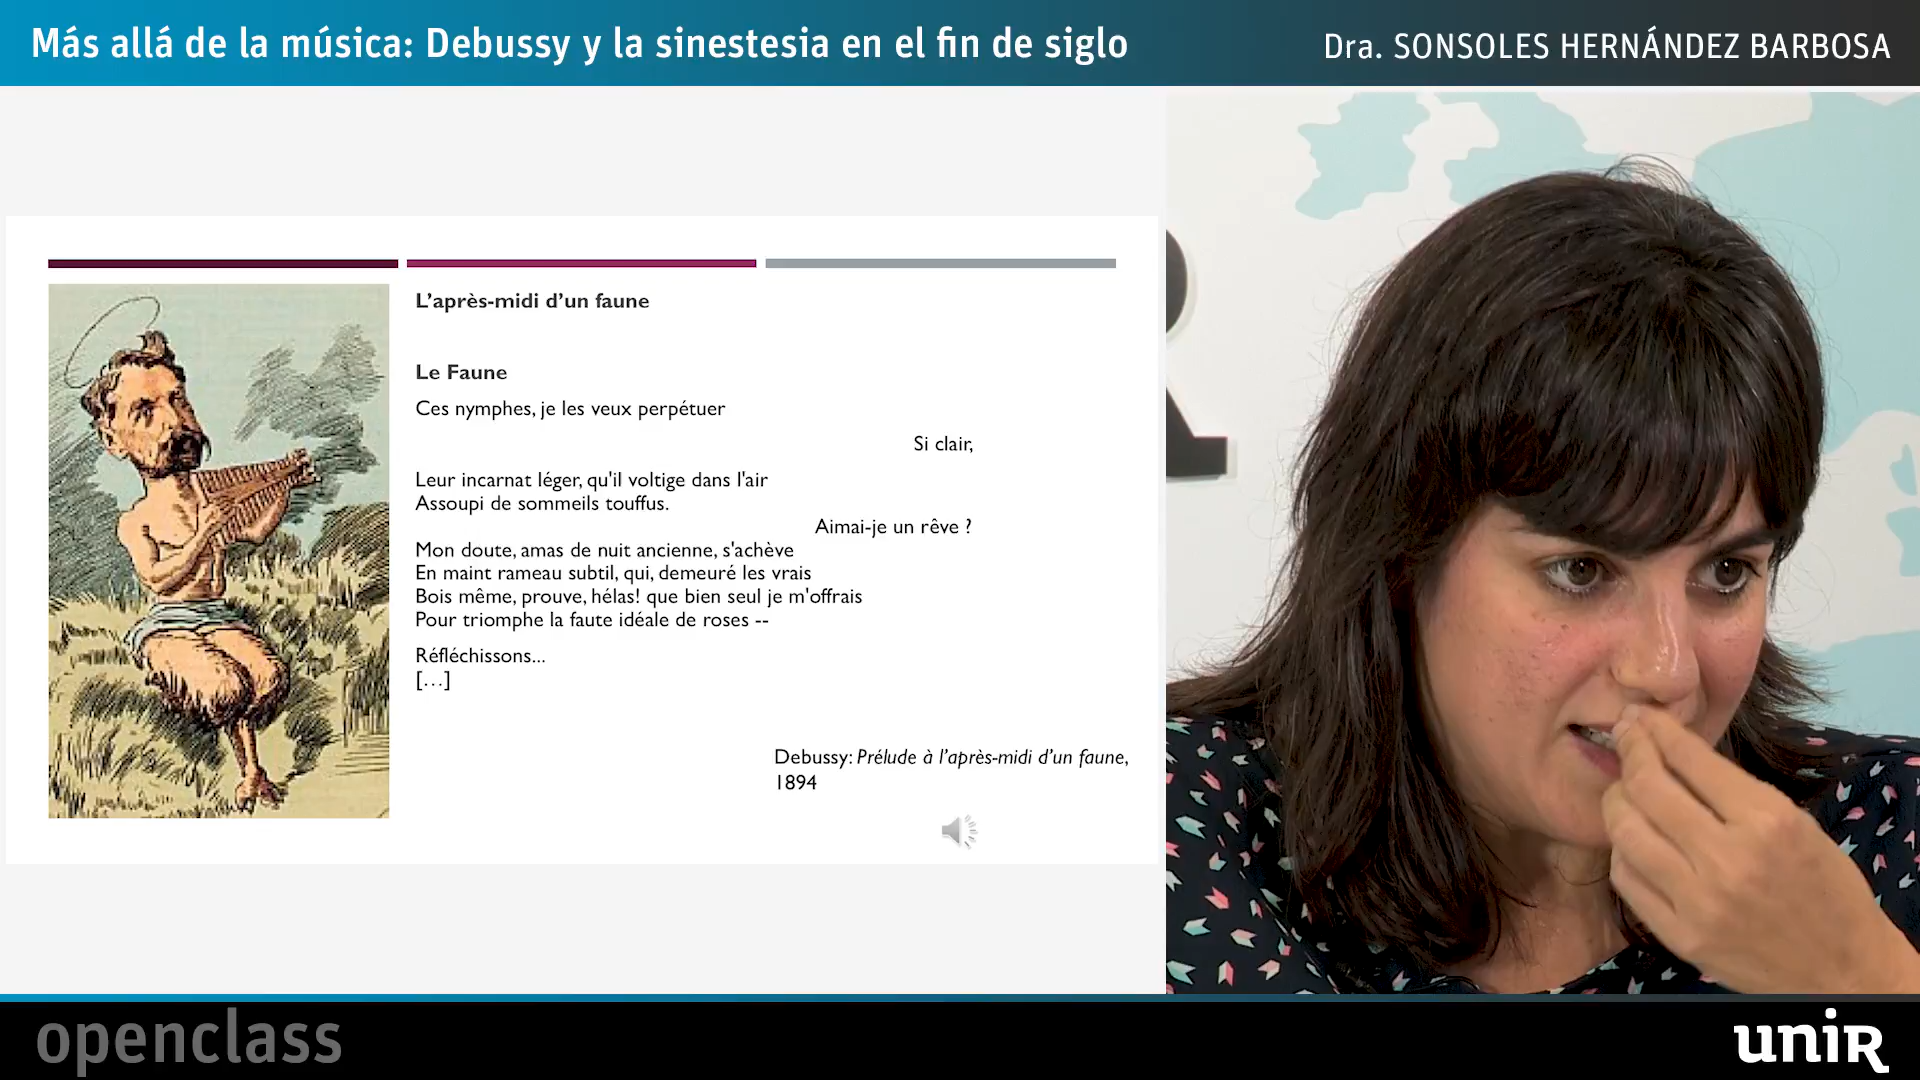 Más allá de la música: Debussy y la sinestesia en el fin de siglo
Dra. SONSOLES HERNÁNDEZ BARBOSA
L'après-midi d'un faune
Le Faune
Ces nymphes, je les veux perpétuer
Si clair,
Leur incarnat léger, qu'il voltige dans l'air
Assoupi de sommeils touffus.
Aimai-je un rêve ?
Mon doute, amas de nuit ancienne, s'achève
En maint rameau subtil, qui, demeuré les vrais
Bois même, prouve, hélas! que bien seul je m'offrais
Pour triomphe la faute idéale de roses --
Réfléchissons...
[…]
Debussy: Prélude à l'après-midi d'un faune,
1894
openclass
unir